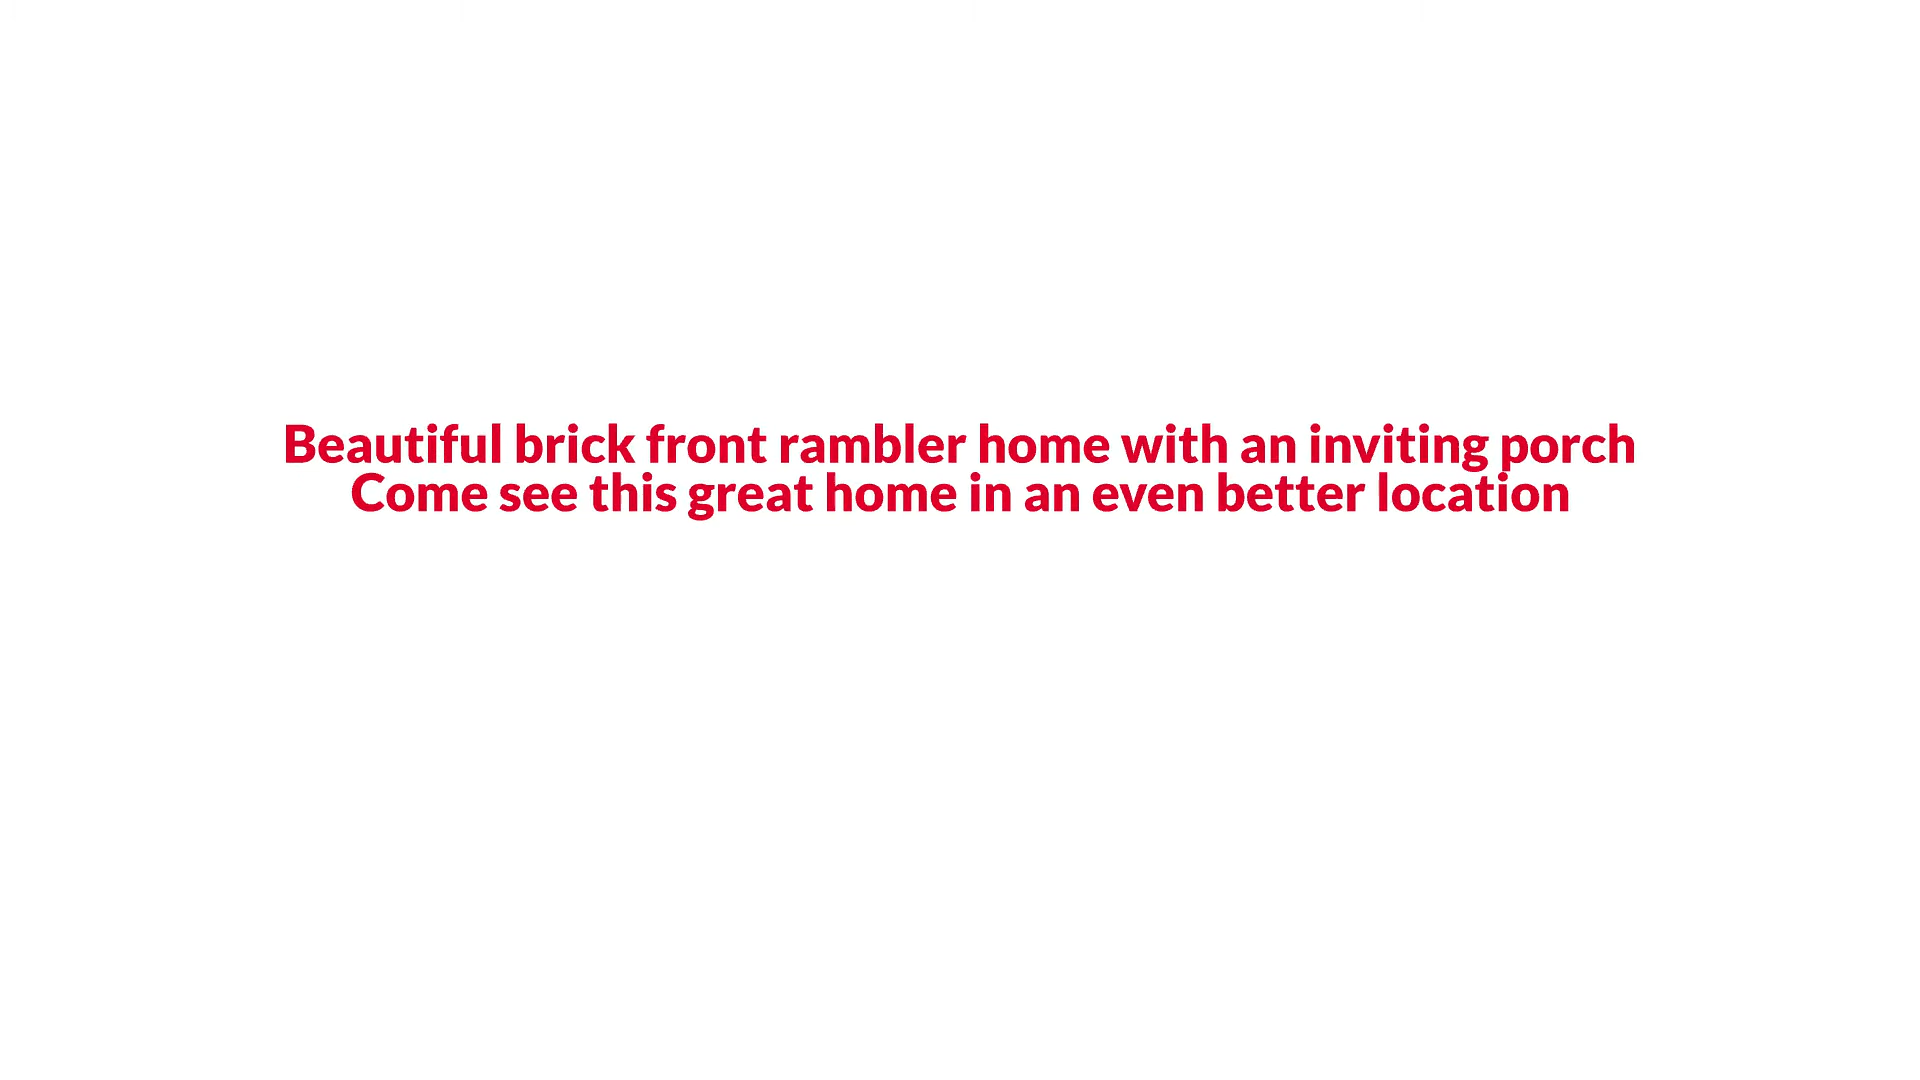 Beautiful brick front rambler home with an inviting porch
Come see this great home in an even better location